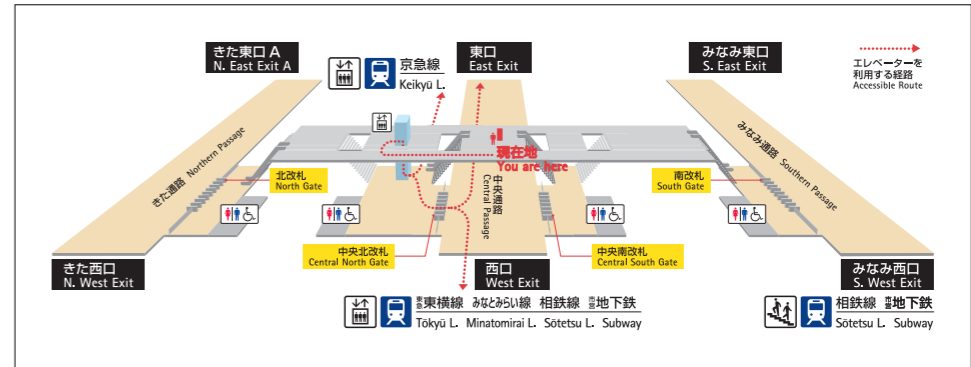 きた東口 A
N. East Exit A
京急線
Keikyū L.
東口
East Exit
みなみ東口
S. East Exit
エレベーターを
利用する経路
Accessible Route
きた通路 Northern Passage
現在地
You are here
みなみ通路 Southern Passage
北改札
North Gate
中央通路
Central Passage
南改札
South Gate
中央北改札
Central North Gate
中央南改札
Central South Gate
きた西口
N. West Exit
西口
West Exit
みなみ西口
S. West Exit
東急東横線 みなとみらい線 相鉄線 市営地下鉄
Tōkyū L. Minatomirai L. Sōtetsu L. Subway
相鉄線 市営地下鉄
Sōtetsu L. Subway